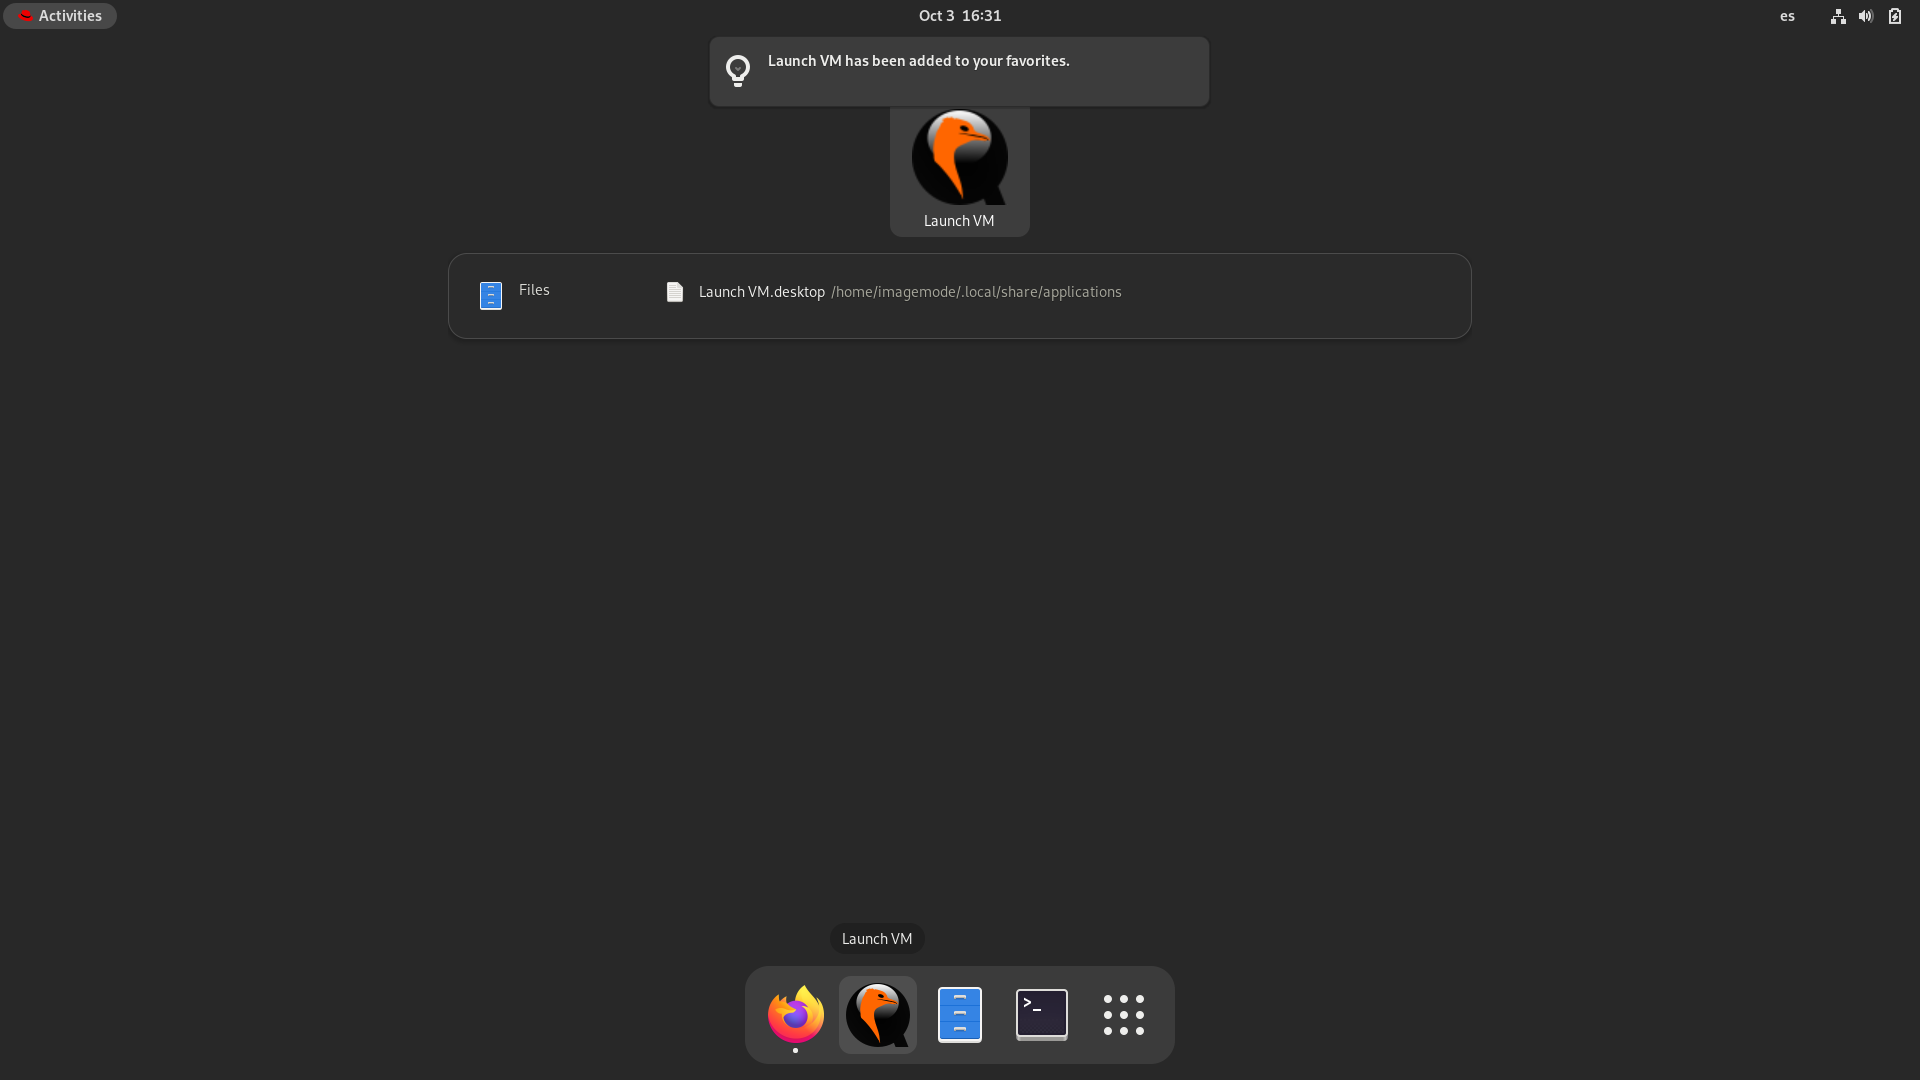 Activities
Oct 3 16:31
es
Launch VM has been added to your favorites.
Launch VM
Files
Launch VM.desktop /home/imagemode/.local/share/applications
Launch VM
>_